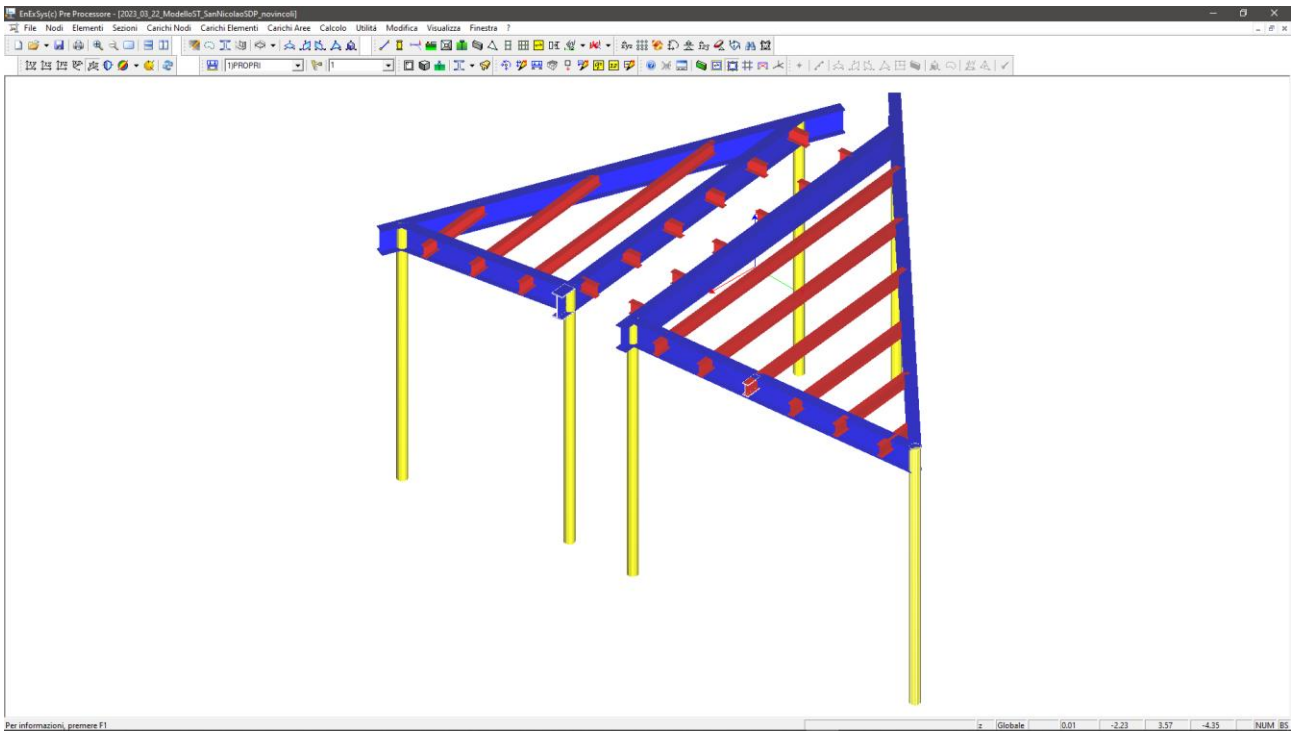 EnExSys(c) Pre Processore - [2023_03_22_ModelloST_SanNicolaoSDP_novincoli]
File Nodi Elementi Sezioni Carichi Nodi Carichi Elementi Carichi Aree Calcolo Utilitá Modifica Visualizza Finestra ?
1)PROPRI 1
Per informazioni, premere F1 z Globale 0.01 -2.23 3.57 -4.35 NUM BS